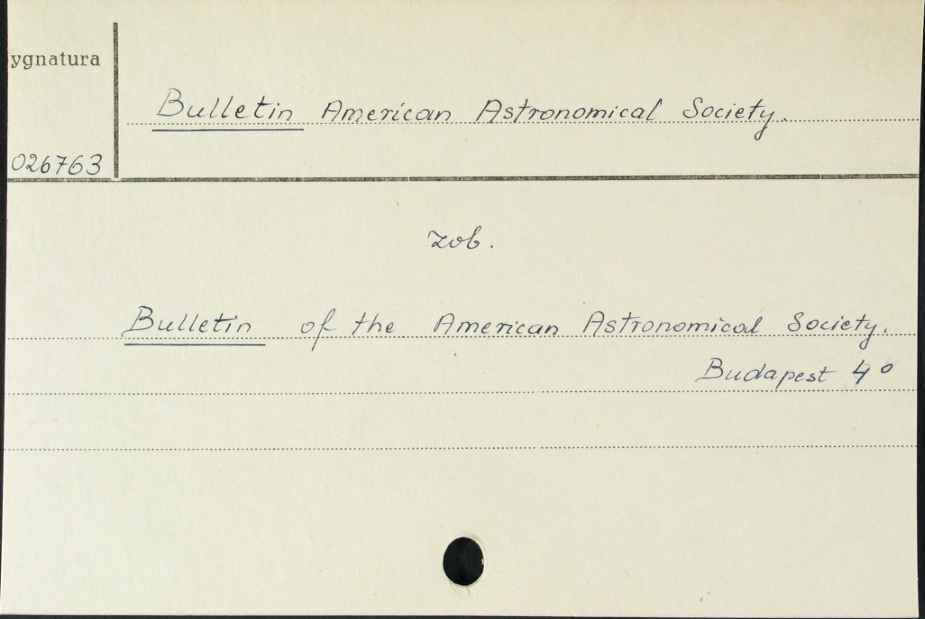 ygnatura
Bulletin American Astronomical Society.
026763
zob.
Bulletin of the American Astronomical Society.
Budapest 4°